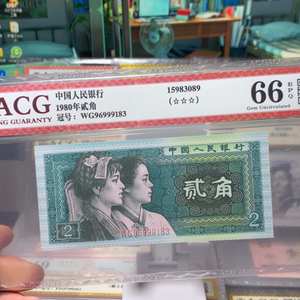 ACG
NG GUARANTY
中国人民银行
1980年贰角
冠号：WG96999183
15983089
(☆☆☆)
66
EPQ
Gem Uncirculated
中国人民银行
贰角
2
WG96999183
2